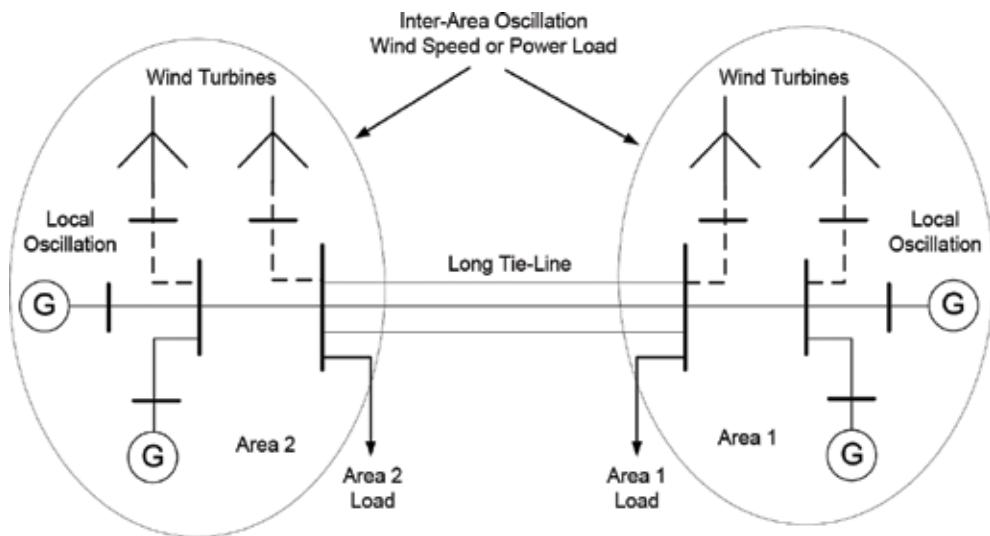 Inter-Area Oscillation
Wind Speed or Power Load
Wind Turbines
Wind Turbines
Local
Oscillation
Local
Oscillation
Long Tie-Line
G
G
G
G
Area 2
Area 1
Area 2
Load
Area 1
Load